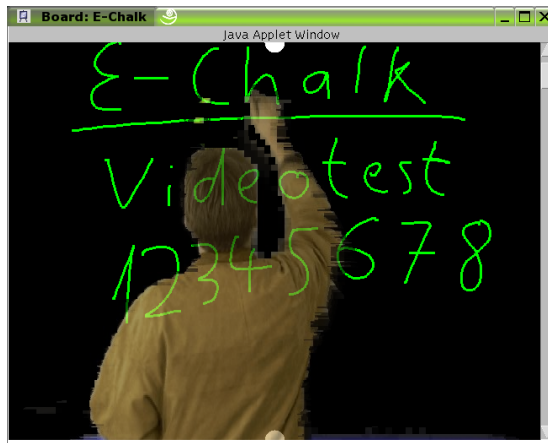 Board: E-Chalk
Java Applet Window
E-Chalk
Videotest
12345678